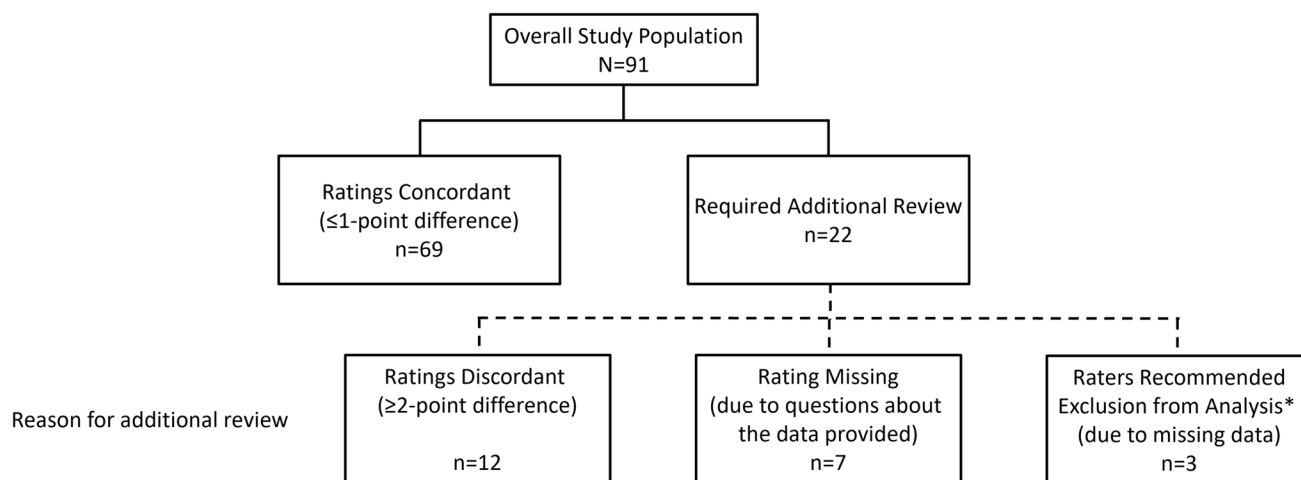 Overall Study Population
N=91
Ratings Concordant
(≤1-point difference)
n=69
Required Additional Review
n=22
Reason for additional review
Ratings Discordant
(≥2-point difference)
n=12
Rating Missing
(due to questions about
the data provided)
n=7
Raters Recommended
Exclusion from Analysis*
(due to missing data)
n=3